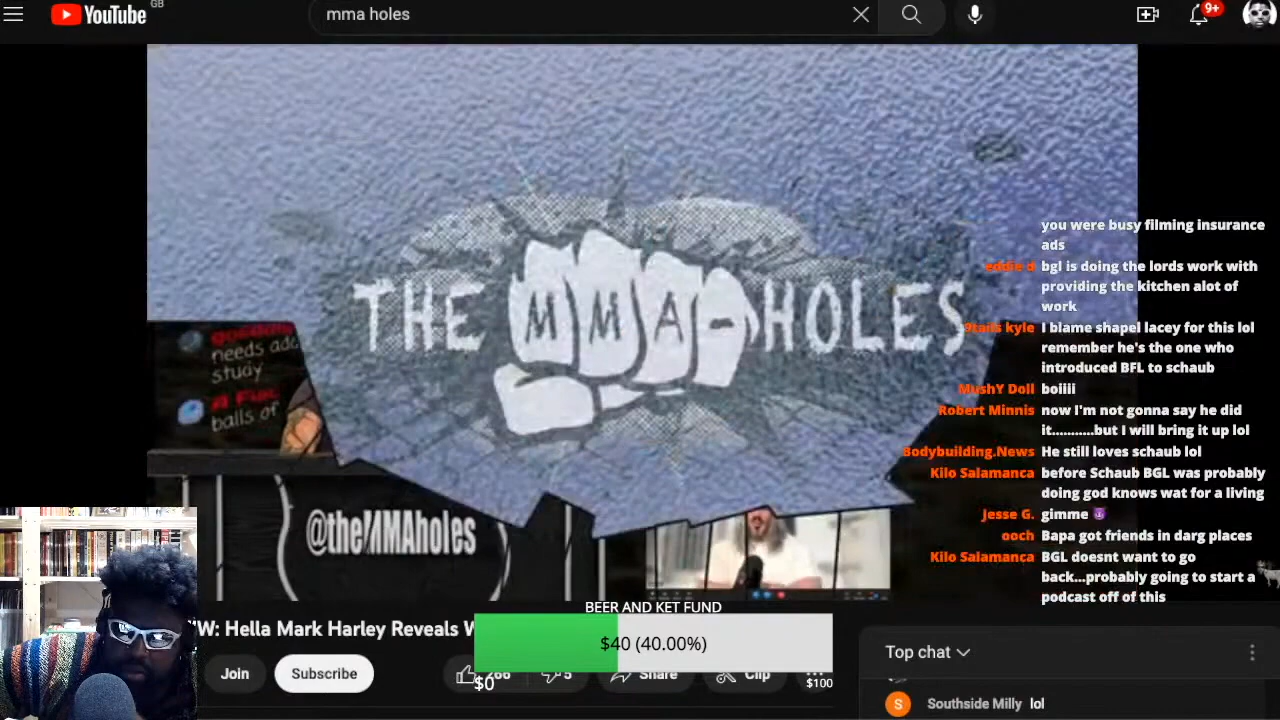 YouTube
GB
mma holes
9+
THE MMA-HOLES
needs
study
balls of
@theMMAholes
you were busy filming insurance
ads
eddie d bgl is doing the lords work with
providing the kitchen alot of
work
9tails kyle I blame shapel lacey for this lol
remember he's the one who
introduced BFL to schaub
MushY Doll boiiii
Robert Minnis now I'm not gonna say he did
it...........but I will bring it up lol
Bodybuilding.News He still loves schaub lol
Kilo Salamanca before Schaub BGL was probably
doing god knows wat for a living
Jesse G. gimme 😈
ooch Bapa got friends in darg places
Kilo Salamanca BGL doesnt want to go
back...probably going to start a
podcast off of this
BEER AND KET FUND
W: Hella Mark Harley Reveals W
$40 (40.00%)
Join
Subscribe
5
Share
Clip
$0
$100
Top chat
S
Southside Milly lol